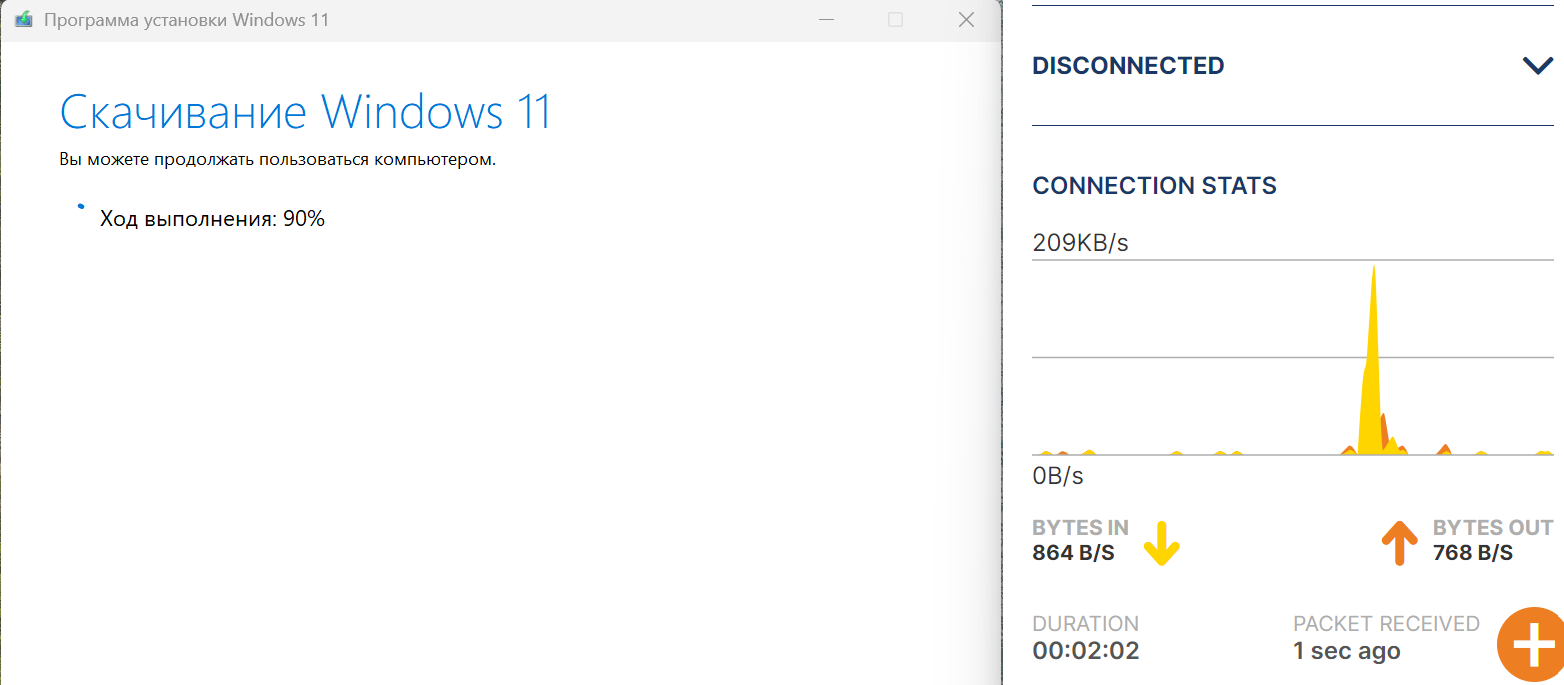 Программа установки Windows 11
Скачивание Windows 11
Вы можете продолжать пользоваться компьютером.
Ход выполнения: 90%
DISCONNECTED
CONNECTION STATS
209KB/s
0B/s
BYTES IN
864 B/S
BYTES OUT
768 B/S
DURATION
00:02:02
PACKET RECEIVED
1 sec ago